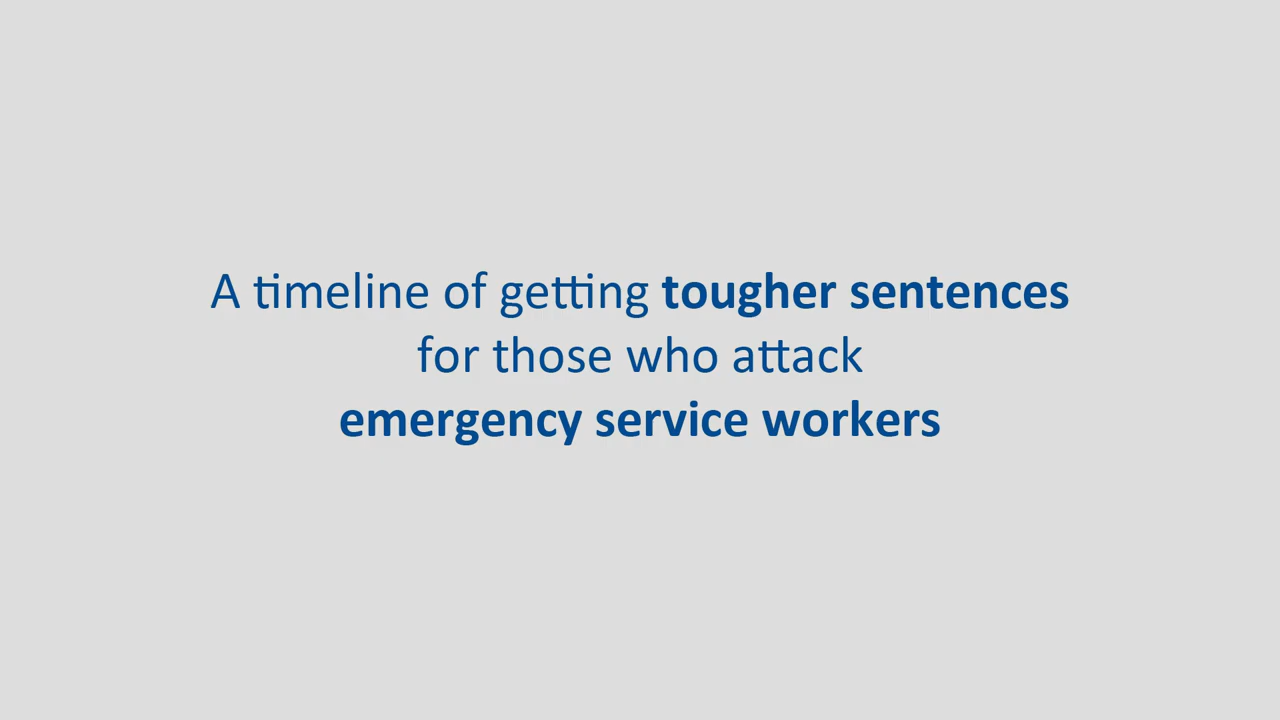 A timeline of getting tougher sentences
for those who attack
emergency service workers